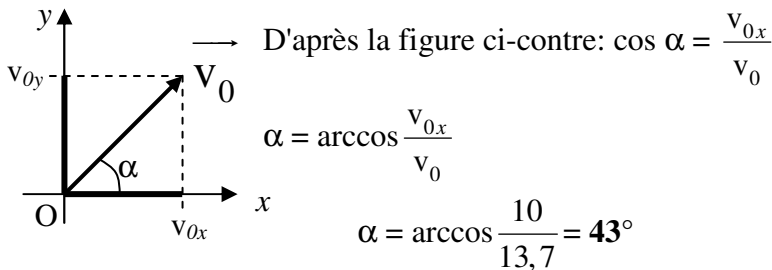 y
D'après la figure ci-contre: cos α = v0x / v0
v0y
v0
α = arccos v0x / v0
α
O
x
v0x
α = arccos 10 / 13,7 = 43°